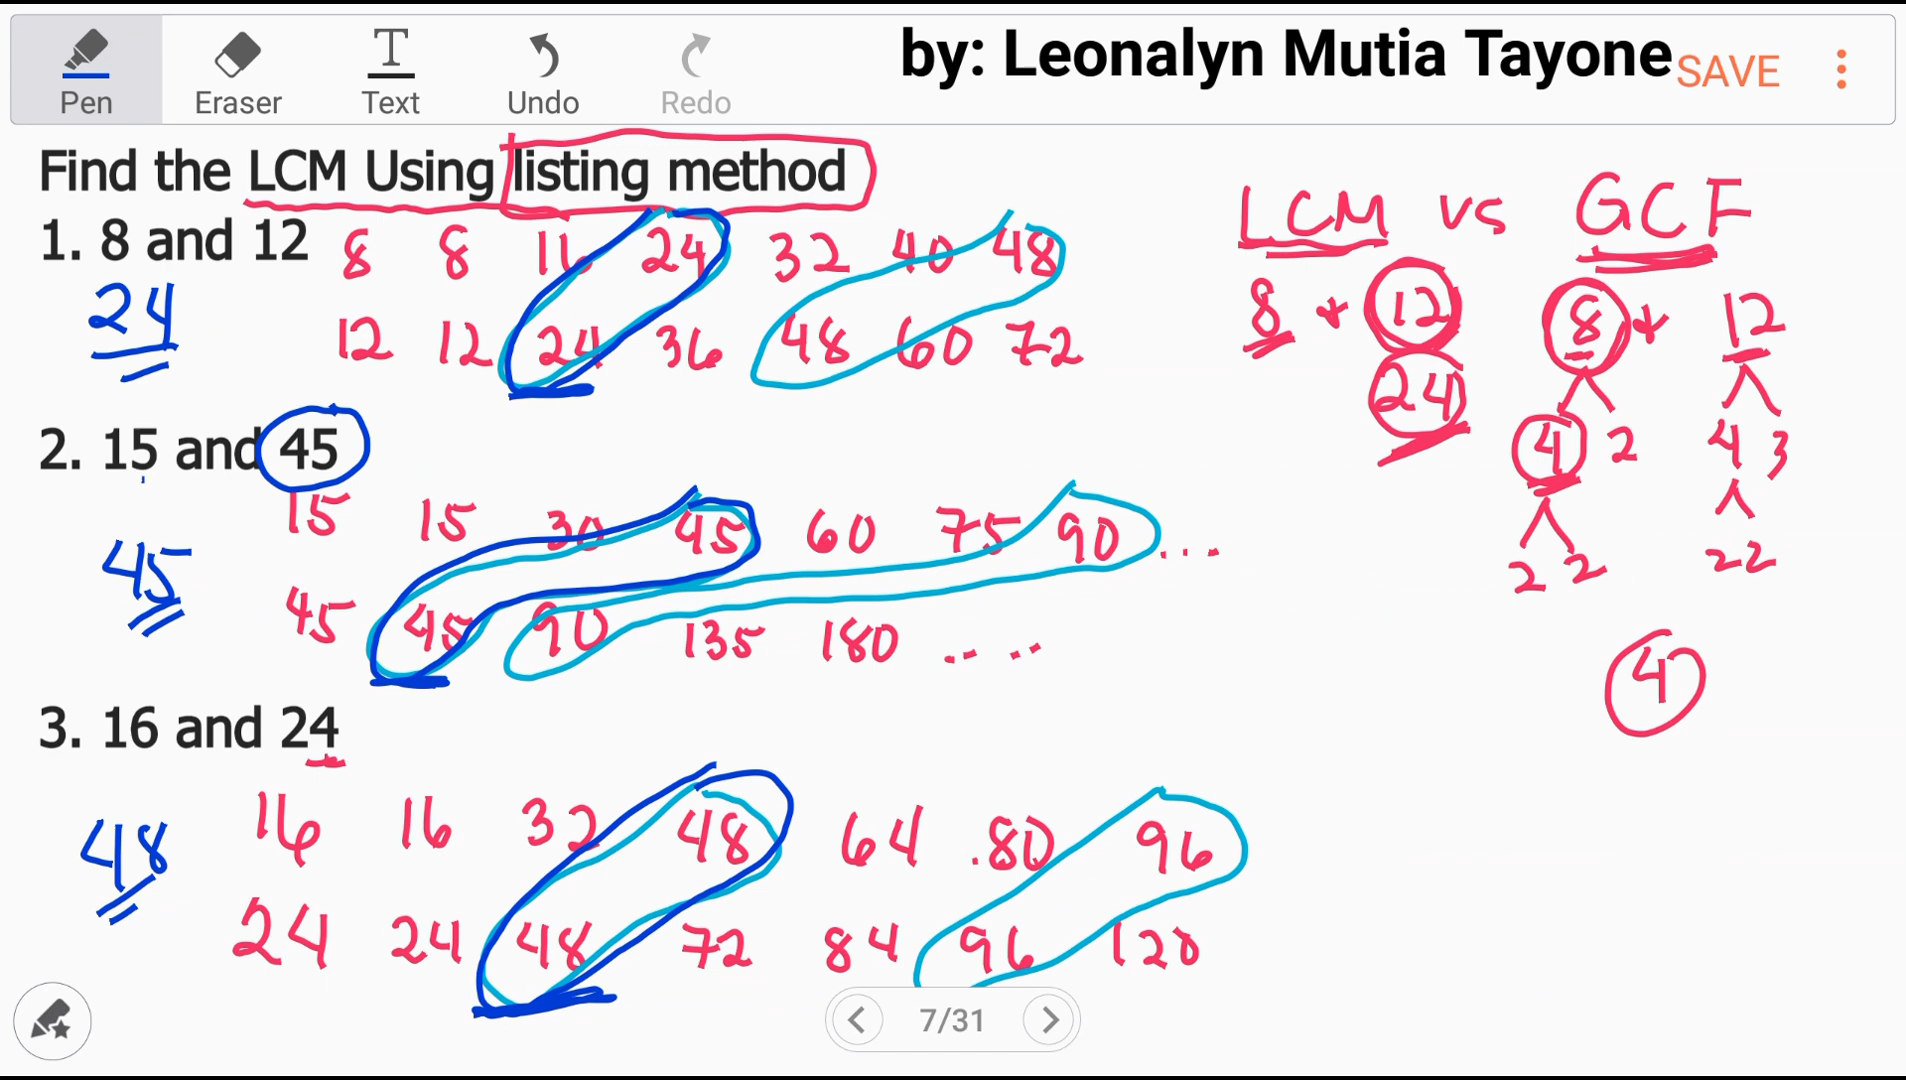 Pen Eraser Text Undo Redo by: Leonalyn Mutia Tayone SAVE
Find the LCM Using listing method
LCM vs GCF
1. 8 and 12
8 8 16 24 32 40 48
24
12 12 24 36 48 60 72
8 * 12 8 * 12
24
4 2 4 3
2 2 2 2
4
2. 15 and 45
15 15 30 45 60 75 90 ...
45
45 45 90 135 180 ....
3. 16 and 24
16 16 32 48 64 .80 96
48
24 24 48 72 84 96 120
7/31